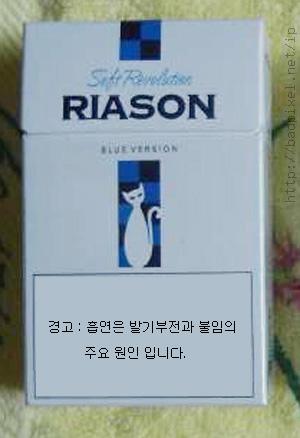 Soft Revolution
RIASON
BLUE VERSION
경고 : 흡연은 발기부전과 불임의
주요 원인 입니다.
http://badpixel.net/jp